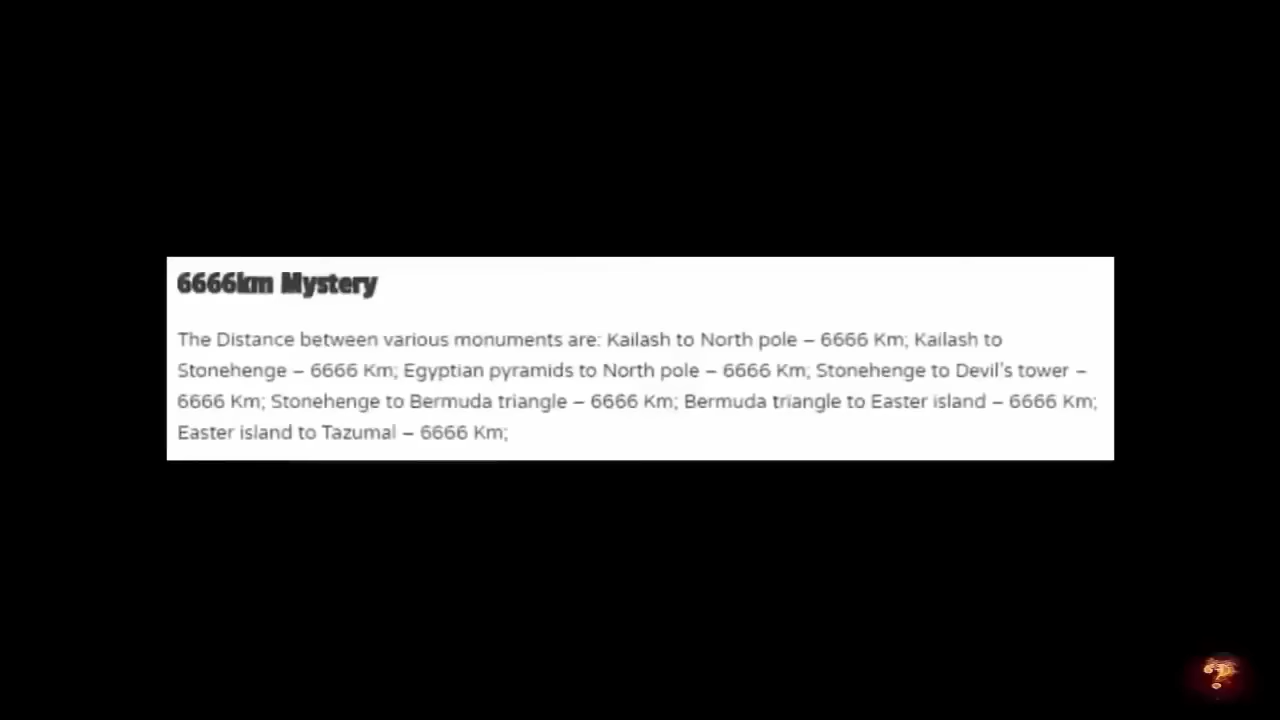 6666km Mystery
The Distance between various monuments are: Kailash to North pole – 6666 Km; Kailash to
Stonehenge – 6666 Km; Egyptian pyramids to North pole – 6666 Km; Stonehenge to Devil's tower –
6666 Km; Stonehenge to Bermuda triangle – 6666 Km; Bermuda triangle to Easter island – 6666 Km;
Easter island to Tazumal – 6666 Km;